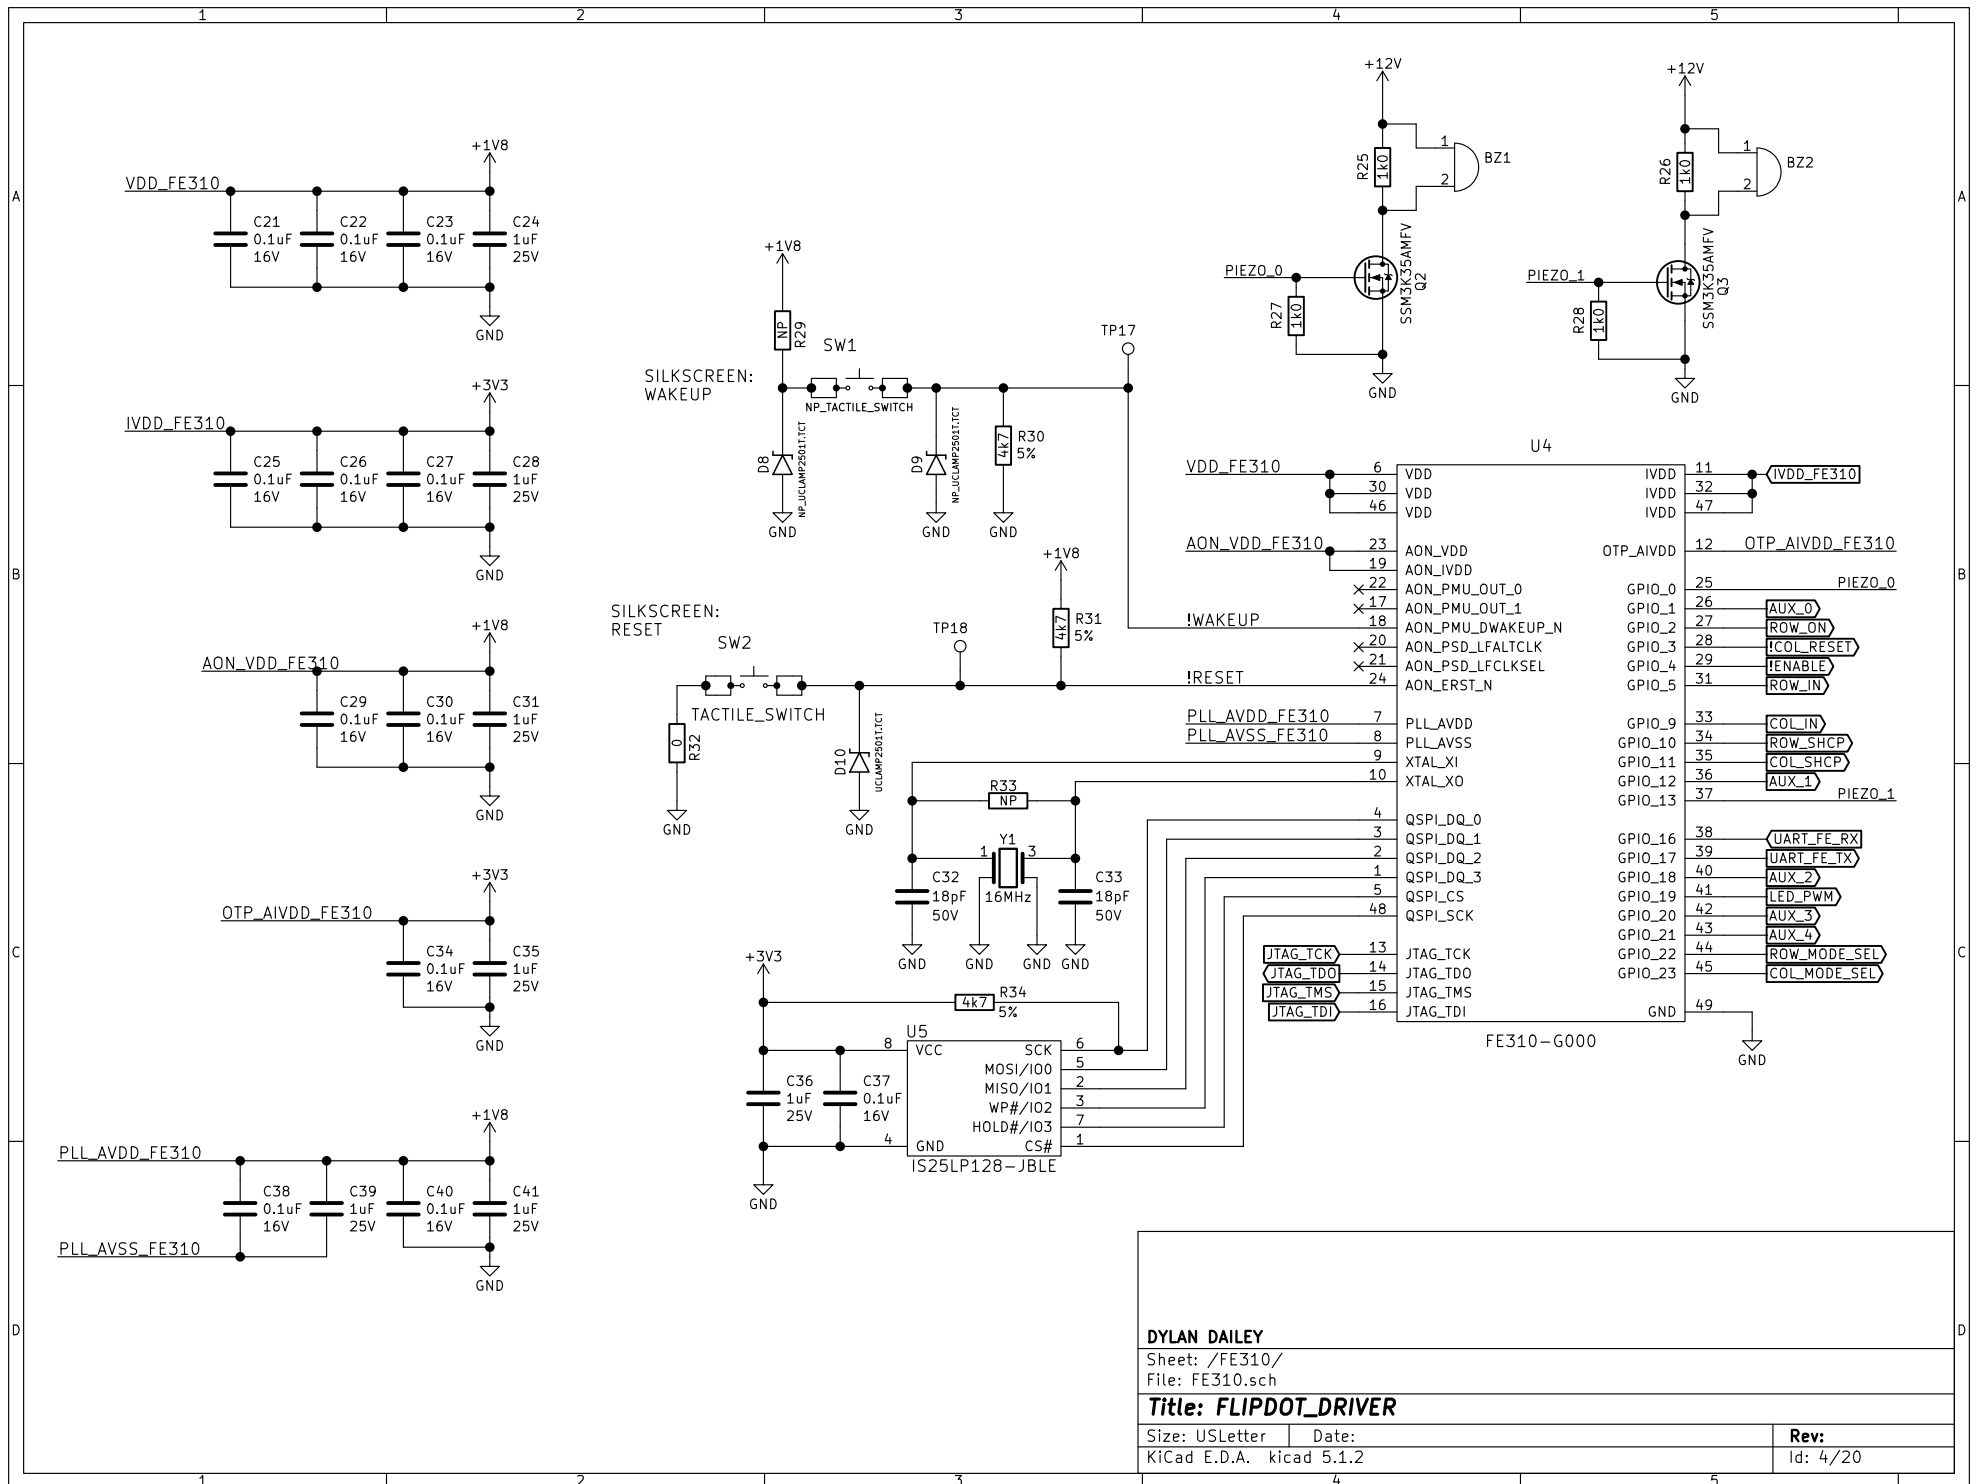 1 2 3 4 5
A
B
C
D
A
B
C
D
+1V8
VDD_FE310
C21
0.1uF
16V
C22
0.1uF
16V
C23
0.1uF
16V
C24
1uF
25V
GND
+3V3
IVDD_FE310
C25
0.1uF
16V
C26
0.1uF
16V
C27
0.1uF
16V
C28
1uF
25V
GND
+1V8
AON_VDD_FE310
C29
0.1uF
16V
C30
0.1uF
16V
C31
1uF
25V
GND
+3V3
OTP_AIVDD_FE310
C34
0.1uF
16V
C35
1uF
25V
GND
+1V8
PLL_AVDD_FE310
C38
0.1uF
16V
C39
1uF
25V
C40
0.1uF
16V
C41
1uF
25V
PLL_AVSS_FE310
GND
+1V8
NP
R29
SW1
TP17
SILKSCREEN:
WAKEUP
NP_TACTILE_SWITCH
D8
NP_UCLAMP2501T.TCT
D9
NP_UCLAMP2501T.TCT
4k7
R30
5%
GND
GND
GND
+1V8
SILKSCREEN:
RESET
SW2
TP18
4k7
R31
5%
TACTILE_SWITCH
0
R32
D10
UCLAMP2501T.TCT
GND
GND
R33
NP
Y1
1 3
16MHz
C32
18pF
50V
C33
18pF
50V
GND
GND
GND
GND
+3V3
4k7
R34
5%
U5
8 VCC
4 GND
SCK 6
MOSI/IO0 5
MISO/IO1 2
WP#/IO2 3
HOLD#/IO3 7
CS# 1
IS25LP128-JBLE
C36
1uF
25V
C37
0.1uF
16V
GND
+12V
R25
1k0
1
2
BZ1
PIEZO_0
R27
1k0
SSM3K35AMFV
Q2
GND
+12V
R26
1k0
1
2
BZ2
PIEZO_1
R28
1k0
SSM3K35AMFV
Q3
GND
U4
VDD_FE310 6 VDD
30 VDD
46 VDD
AON_VDD_FE310 23 AON_VDD
19 AON_IVDD
22 AON_PMU_OUT_0
17 AON_PMU_OUT_1
!WAKEUP 18 AON_PMU_DWAKEUP_N
20 AON_PSD_LFALTCLK
21 AON_PSD_LFCLKSEL
!RESET 24 AON_ERST_N
PLL_AVDD_FE310 7 PLL_AVDD
PLL_AVSS_FE310 8 PLL_AVSS
9 XTAL_XI
10 XTAL_XO
4 QSPI_DQ_0
3 QSPI_DQ_1
2 QSPI_DQ_2
1 QSPI_DQ_3
5 QSPI_CS
48 QSPI_SCK
JTAG_TCK 13 JTAG_TCK
JTAG_TDO 14 JTAG_TDO
JTAG_TMS 15 JTAG_TMS
JTAG_TDI 16 JTAG_TDI
IVDD 11 IVDD_FE310
IVDD 32
IVDD 47
OTP_AIVDD 12 OTP_AIVDD_FE310
GPIO_0 25 PIEZO_0
GPIO_1 26 AUX_0
GPIO_2 27 ROW_ON
GPIO_3 28 !COL_RESET
GPIO_4 29 !ENABLE
GPIO_5 31 ROW_IN
GPIO_9 33 COL_IN
GPIO_10 34 ROW_SHCP
GPIO_11 35 COL_SHCP
GPIO_12 36 AUX_1
GPIO_13 37 PIEZO_1
GPIO_16 38 UART_FE_RX
GPIO_17 39 UART_FE_TX
GPIO_18 40 AUX_2
GPIO_19 41 LED_PWM
GPIO_20 42 AUX_3
GPIO_21 43 AUX_4
GPIO_22 44 ROW_MODE_SEL
GPIO_23 45 COL_MODE_SEL
GND 49
FE310-G000
GND
DYLAN DAILEY
Sheet: /FE310/
File: FE310.sch
Title: FLIPDOT_DRIVER
Size: USLetter Date: Rev:
KiCad E.D.A. kicad 5.1.2 Id: 4/20
1 2 3 4 5